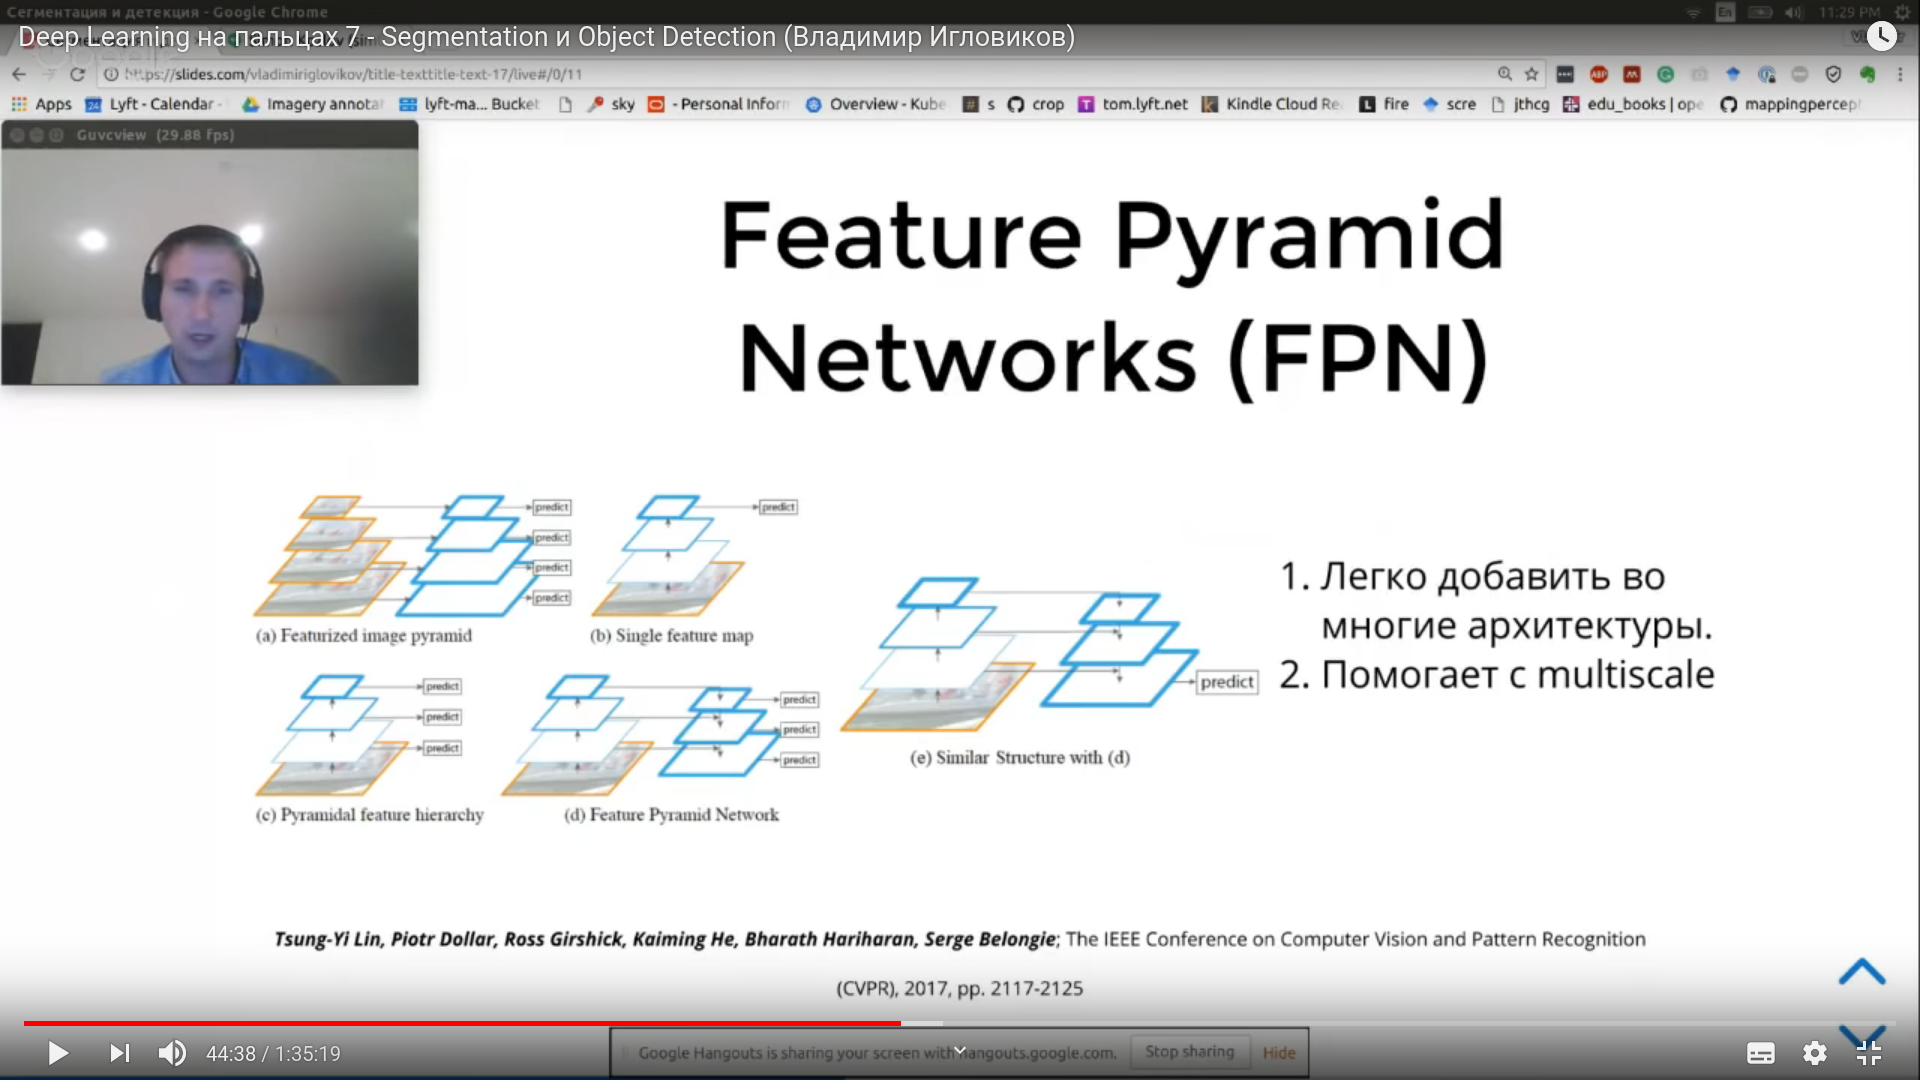 Сегментация и детекция - Google Chrome
En
11:29 PM
Deep Learning на пальцах 7 - Segmentation и Object Detection (Владимир Игловиков)
https://slides.com/vladimiriglovikov/title-texttitle-text-17/live#/0/11
ABP
Apps
24
Lyft - Calendar -
Imagery annotat
lyft-ma... Bucket
sky
- Personal Inform
Overview - Kube
# s
crop
T tom.lyft.net
Kindle Cloud Re
L fire
scre
jthcg
edu_books | ope
mappingpercept
Guvcview (29.88 fps)
Feature Pyramid
Networks (FPN)
predict
predict
predict
predict
(a) Featurized image pyramid
predict
(b) Single feature map
predict
predict
predict
(c) Pyramidal feature hierarchy
predict
predict
predict
(d) Feature Pyramid Network
predict
(e) Similar Structure with (d)
1. Легко добавить во
многие архитектуры.
2. Помогает с multiscale
Tsung-Yi Lin, Piotr Dollar, Ross Girshick, Kaiming He, Bharath Hariharan, Serge Belongie; The IEEE Conference on Computer Vision and Pattern Recognition
(CVPR), 2017, pp. 2117-2125
44:38 / 1:35:19
Google Hangouts is sharing your screen with hangouts.google.com.
Stop sharing
Hide